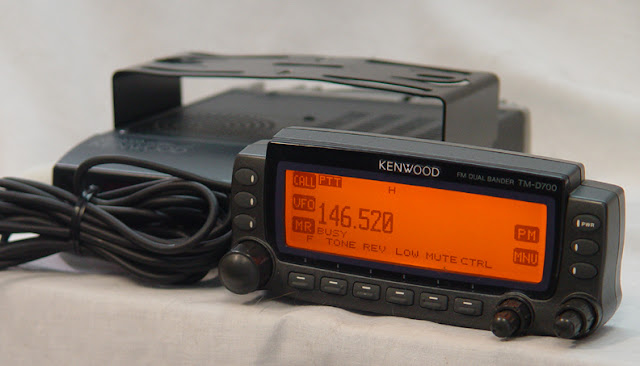 KENWOOD
KENWOOD FM DUAL BANDER TM-D700
CALL PTT H
VFO 146.520
MR BUSY PM
F TONE REV LOW MUTE CTRL MNU
PWR